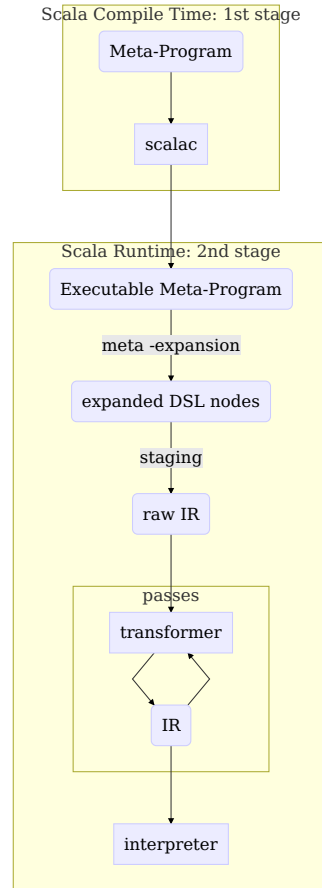 Scala Compile Time: 1st stage
Meta-Program
scalac
Scala Runtime: 2nd stage
Executable Meta-Program
meta -expansion
expanded DSL nodes
staging
raw IR
passes
transformer
IR
interpreter